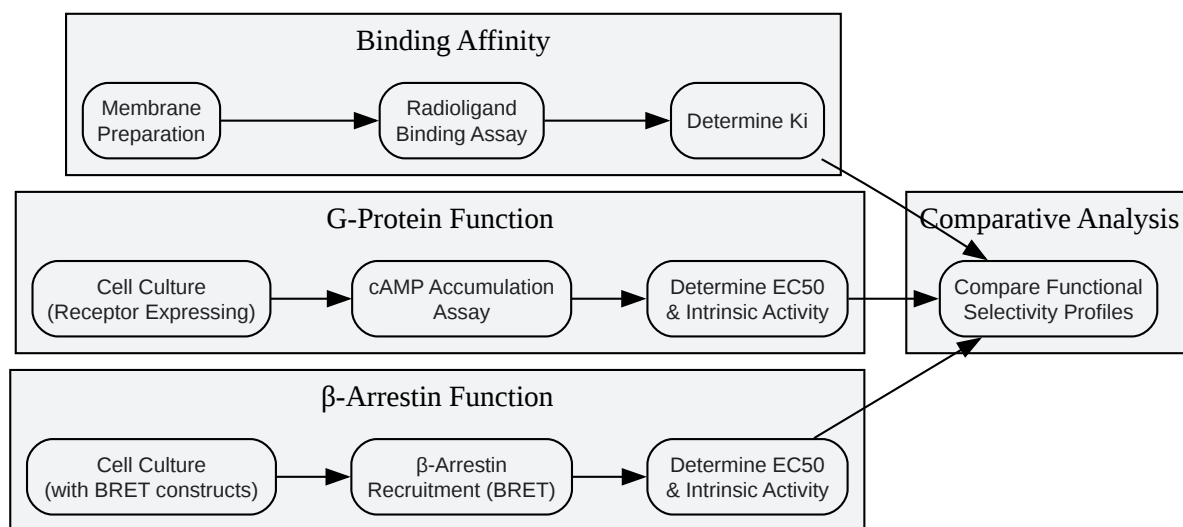 Binding Affinity
Membrane
Preparation
Radioligand
Binding Assay
Determine Ki
G-Protein Function
Cell Culture
(Receptor Expressing)
cAMP Accumulation
Assay
Determine EC50
& Intrinsic Activity
Comparative Analysis
Compare Functional
Selectivity Profiles
β-Arrestin Function
Cell Culture
(with BRET constructs)
β-Arrestin
Recruitment (BRET)
Determine EC50
& Intrinsic Activity